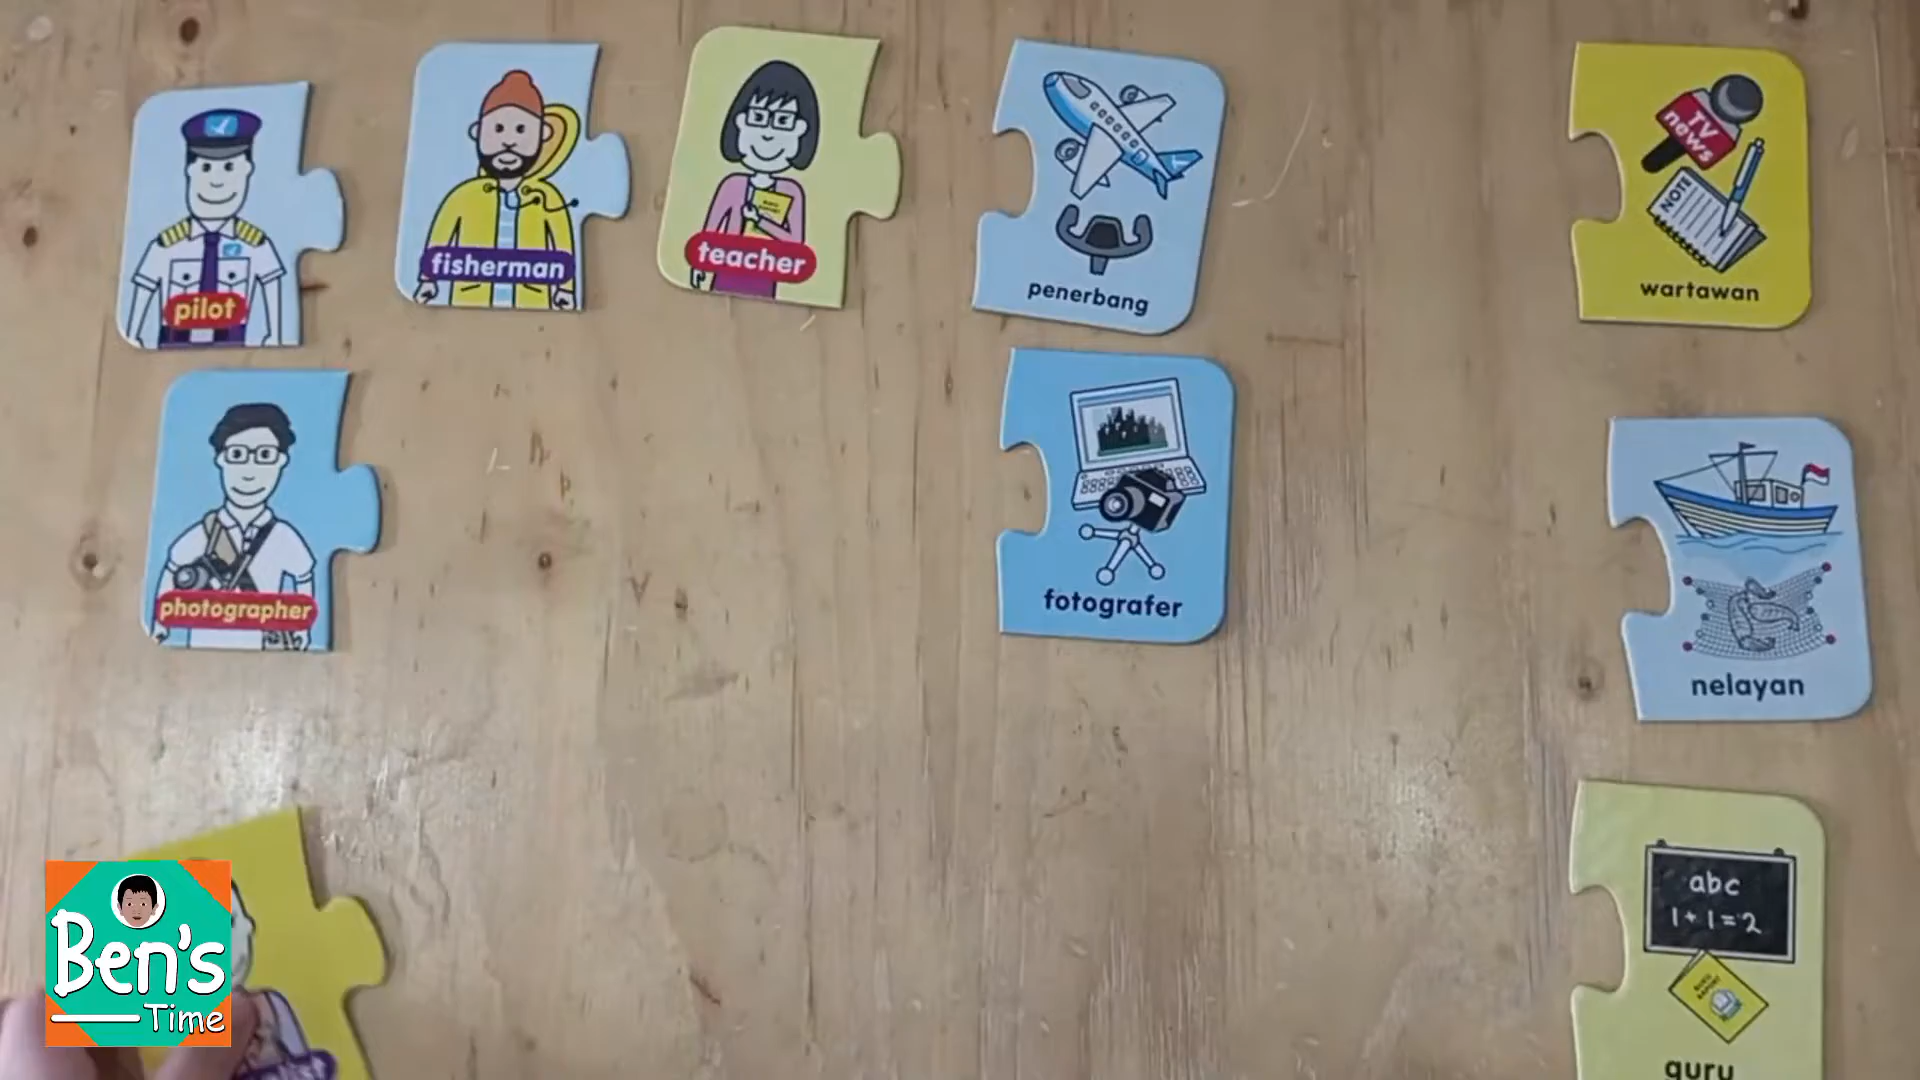 pilot
fisherman
teacher
penerbang
TV
news
NOTE
wartawan
photographer
fotografer
nelayan
abc
1 + 1 = 2
guru
Ben's
Time